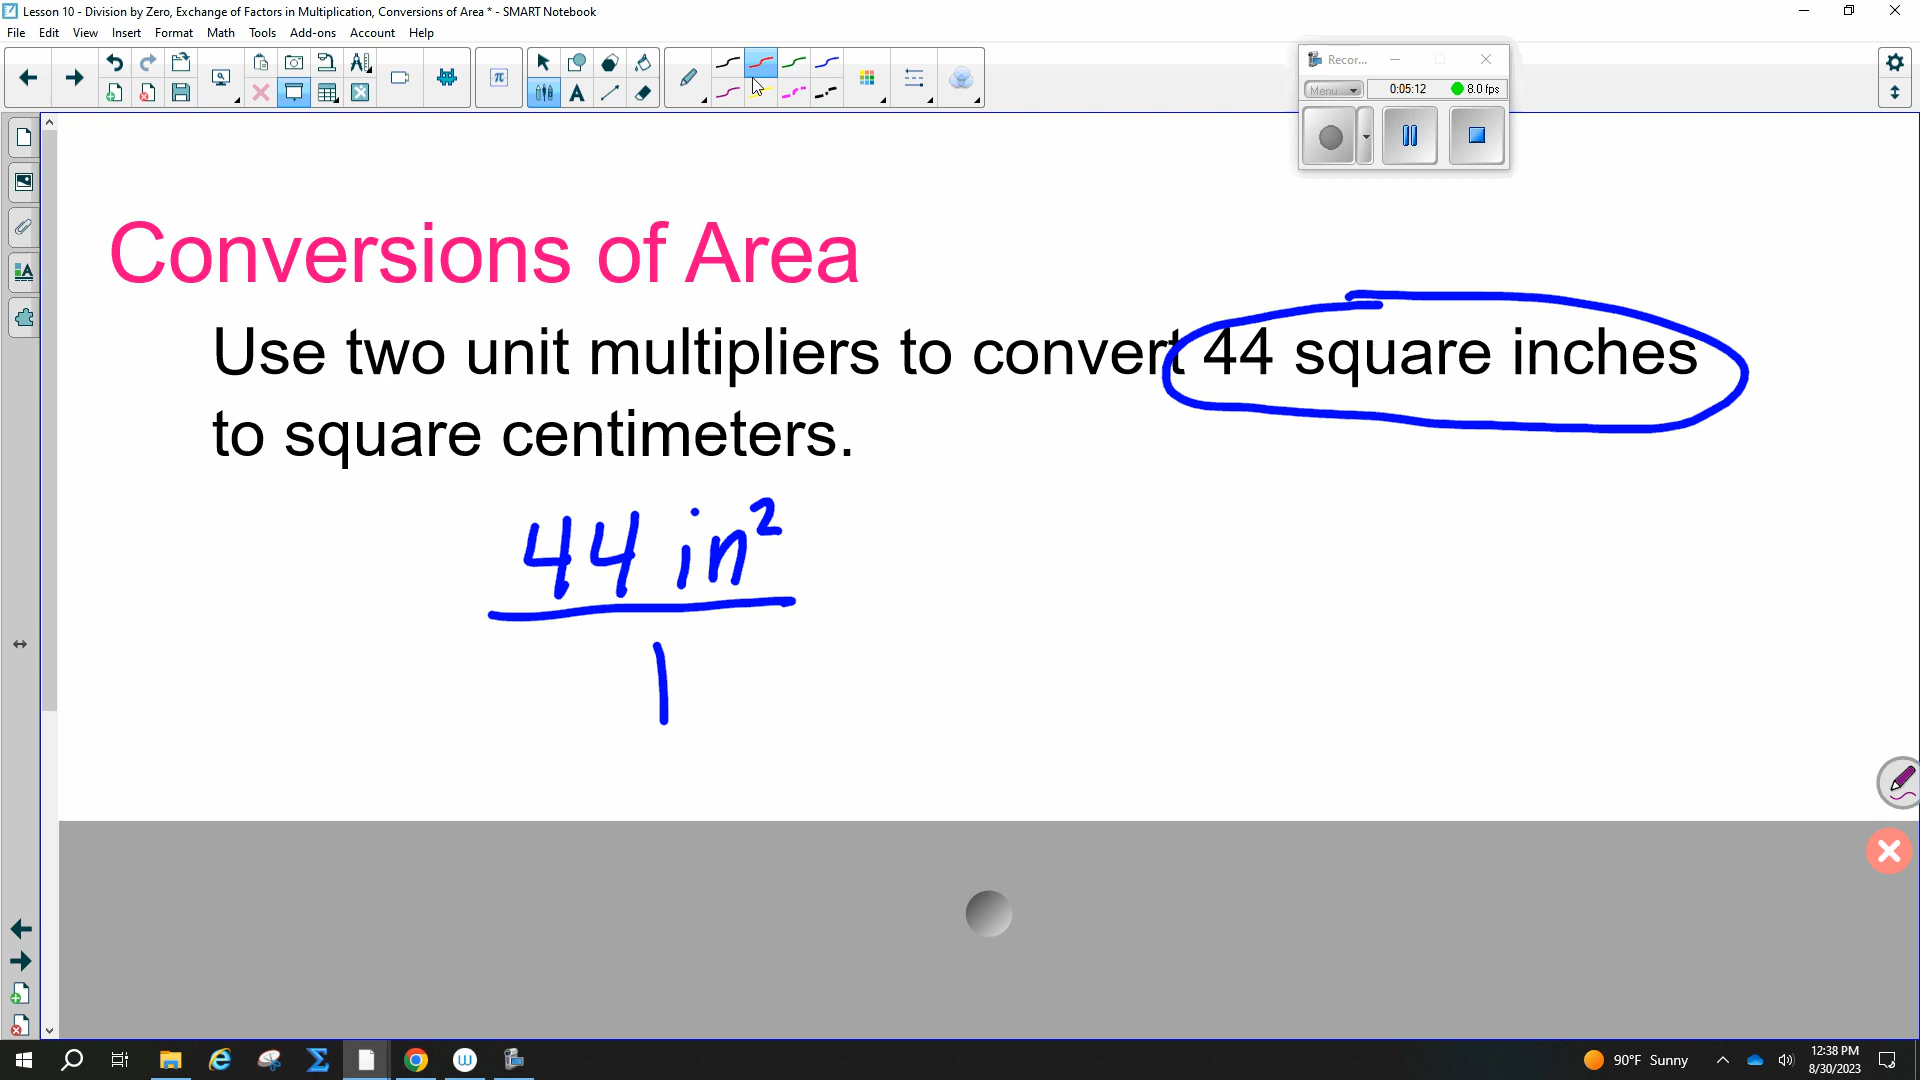 Lesson 10 - Division by Zero, Exchange of Factors in Multiplication, Conversions of Area * - SMART Notebook
File Edit View Insert Format Math Tools Add-ons Account Help
Recor...
Menu 0:05:12 8.0 fps
Conversions of Area
Use two unit multipliers to convert 44 square inches
to square centimeters.
44 in²
1
90°F Sunny
12:38 PM
8/30/2023